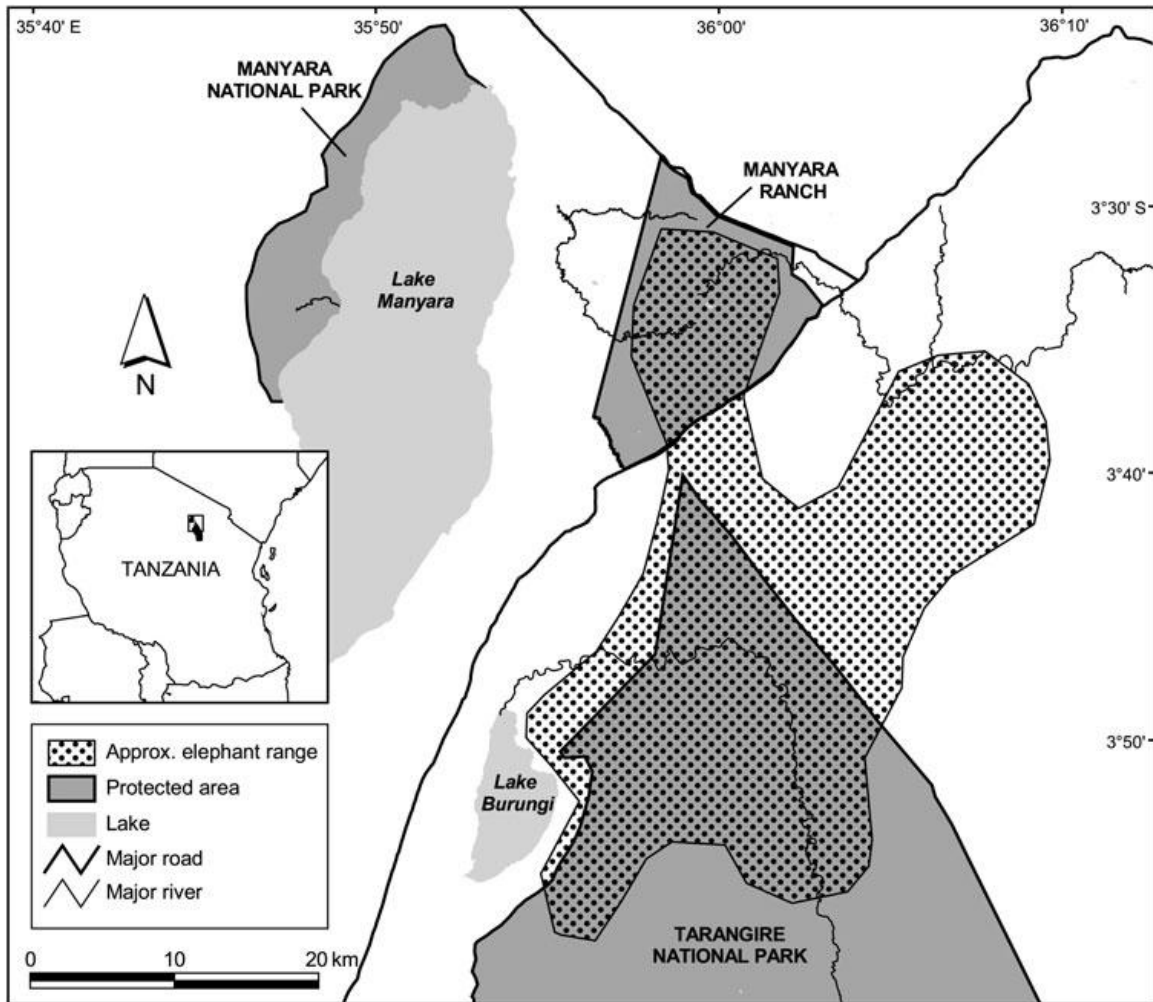 35°40' E
35°50'
36°00'
36°10'
MANYARA
NATIONAL PARK
MANYARA
RANCH
3°30' S
Lake
Manyara
N
3°40'
TANZANIA
3°50'
Approx. elephant range
Protected area
Lake
Major road
Major river
Lake
Burungi
TARANGIRE
NATIONAL PARK
0 10 20 km